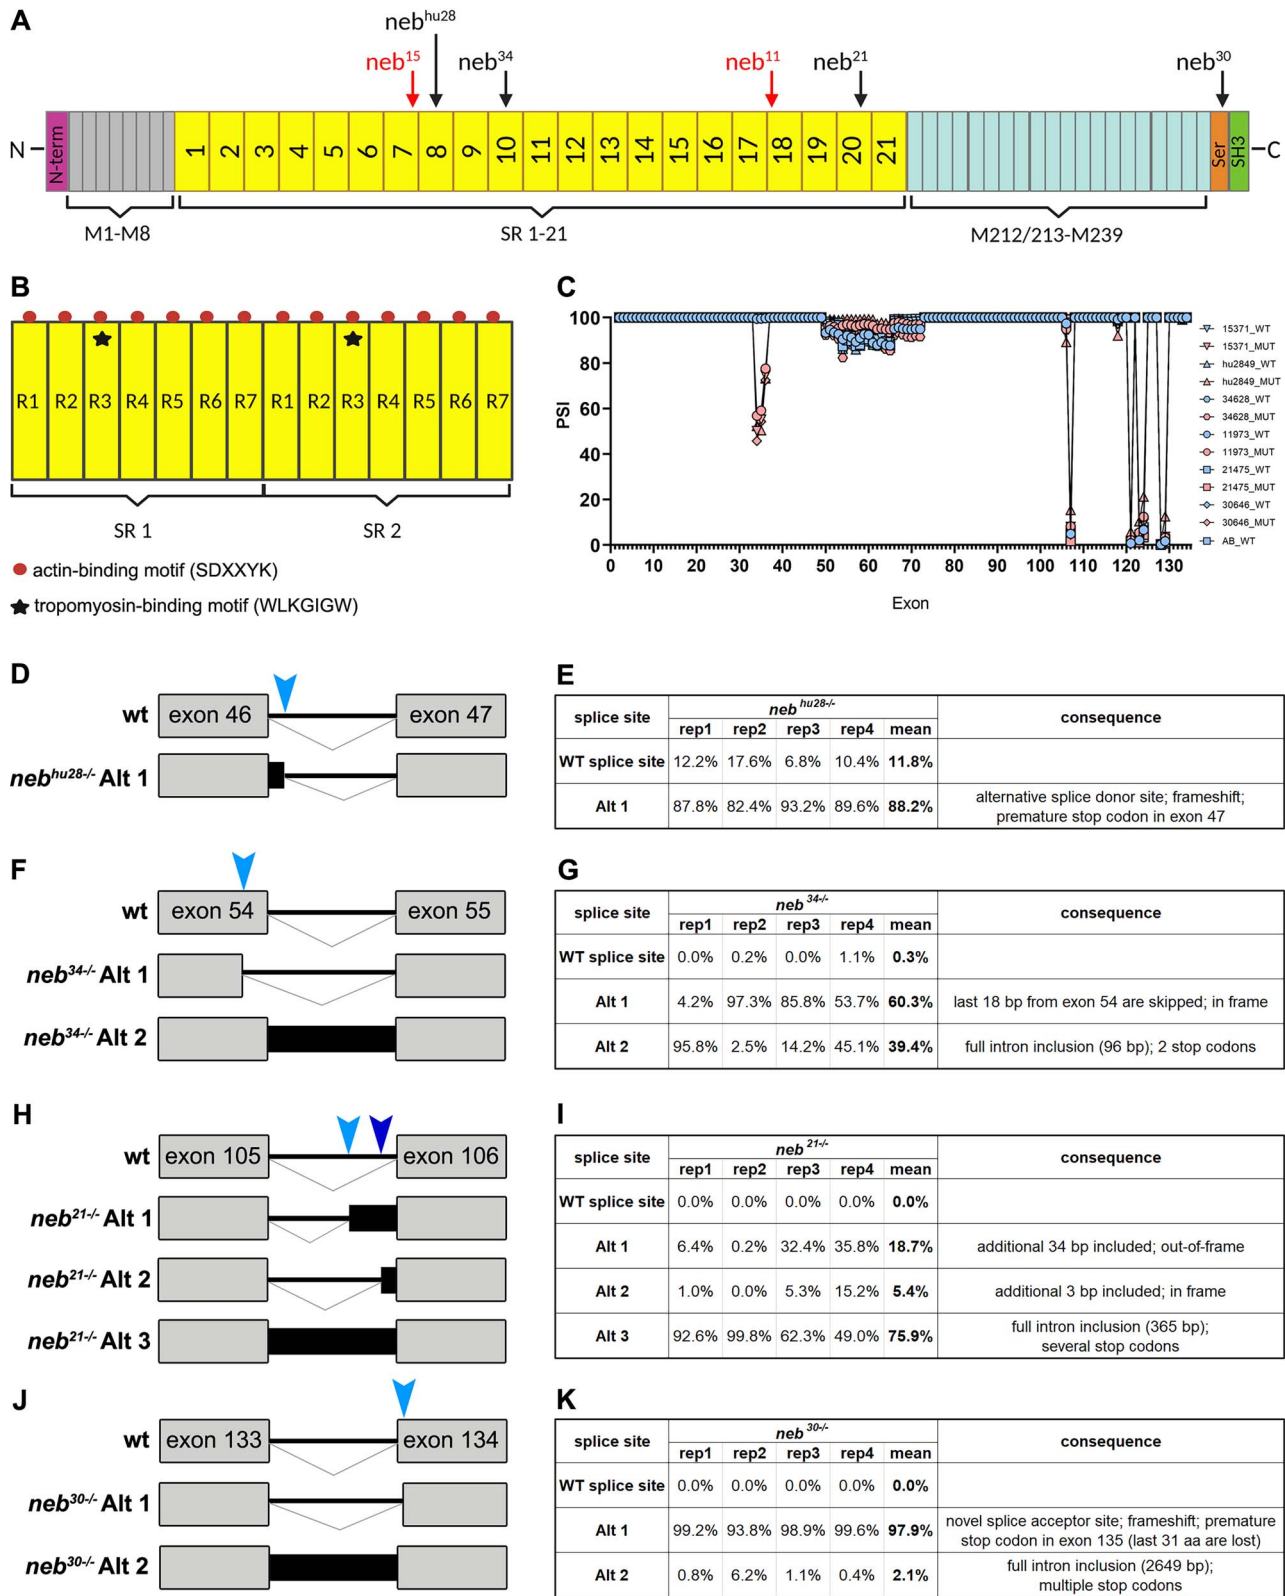 A
neb^hu28
neb^15
neb^34
neb^11
neb^21
neb^30
N
N-term
1 2 3 4 5 6 7 8 9 10 11 12 13 14 15 16 17 18 19 20 21
Ser
SH3
C
M1-M8
SR 1-21
M212/213-M239
B
R1 R2 R3 R4 R5 R6 R7 R1 R2 R3 R4 R5 R6 R7
SR 1
SR 2
actin-binding motif (SDXXYK)
tropomyosin-binding motif (WLKGIGW)
C
100
80
60
40
20
0
PSI
0 10 20 30 40 50 60 70 80 90 100 110 120 130
Exon
15371_WT
15371_MUT
hu2849_WT
hu2849_MUT
34628_WT
34628_MUT
11973_WT
11973_MUT
21475_WT
21475_MUT
30646_WT
30646_MUT
AB_WT
D
wt
exon 46
exon 47
neb^hu28-/- Alt 1
E
splice site
neb^hu28-/-
consequence
rep1 rep2 rep3 rep4 mean
WT splice site 12.2% 17.6% 6.8% 10.4% 11.8%
Alt 1 87.8% 82.4% 93.2% 89.6% 88.2% alternative splice donor site; frameshift;
premature stop codon in exon 47
F
wt
exon 54
exon 55
neb^34-/- Alt 1
neb^34-/- Alt 2
G
splice site
neb^34-/-
consequence
rep1 rep2 rep3 rep4 mean
WT splice site 0.0% 0.2% 0.0% 1.1% 0.3%
Alt 1 4.2% 97.3% 85.8% 53.7% 60.3% last 18 bp from exon 54 are skipped; in frame
Alt 2 95.8% 2.5% 14.2% 45.1% 39.4% full intron inclusion (96 bp); 2 stop codons
H
wt
exon 105
exon 106
neb^21-/- Alt 1
neb^21-/- Alt 2
neb^21-/- Alt 3
I
splice site
neb^21-/-
consequence
rep1 rep2 rep3 rep4 mean
WT splice site 0.0% 0.0% 0.0% 0.0% 0.0%
Alt 1 6.4% 0.2% 32.4% 35.8% 18.7% additional 34 bp included; out-of-frame
Alt 2 1.0% 0.0% 5.3% 15.2% 5.4% additional 3 bp included; in frame
Alt 3 92.6% 99.8% 62.3% 49.0% 75.9% full intron inclusion (365 bp);
several stop codons
J
wt
exon 133
exon 134
neb^30-/- Alt 1
neb^30-/- Alt 2
K
splice site
neb^30-/-
consequence
rep1 rep2 rep3 rep4 mean
WT splice site 0.0% 0.0% 0.0% 0.0% 0.0%
Alt 1 99.2% 93.8% 98.9% 99.6% 97.9% novel splice acceptor site; frameshift; premature
stop codon in exon 135 (last 31 aa are lost)
Alt 2 0.8% 6.2% 1.1% 0.4% 2.1% full intron inclusion (2649 bp);
multiple stop codons